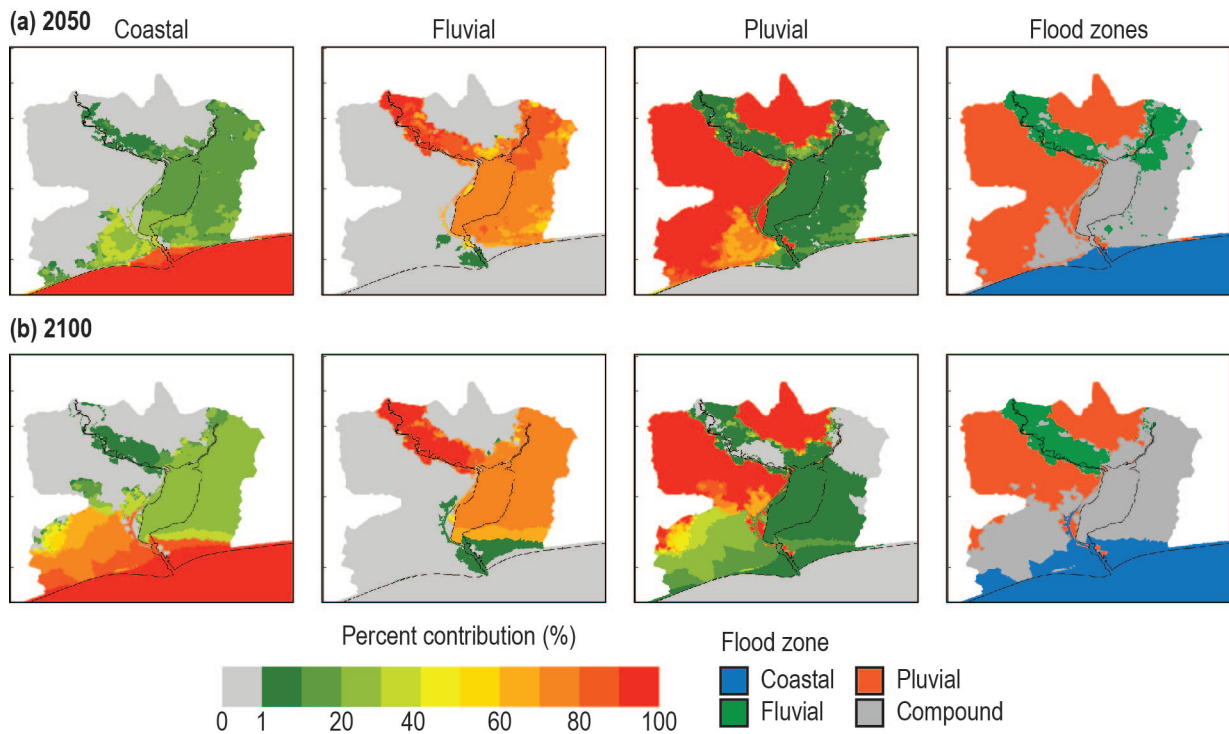 (a) 2050
Coastal Fluvial Pluvial Flood zones
(b) 2100
Percent contribution (%)
0 1 20 40 60 80 100
Flood zone
Coastal Pluvial
Fluvial Compound